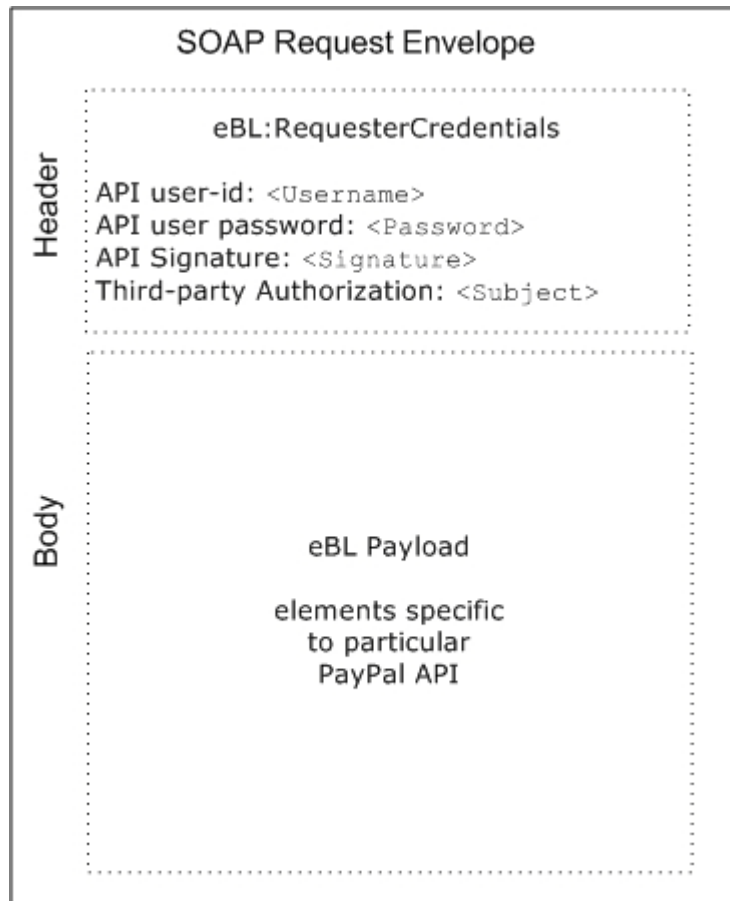 SOAP Request Envelope
Header
eBL:RequesterCredentials
API user-id: <Username>
API user password: <Password>
API Signature: <Signature>
Third-party Authorization: <Subject>
Body
eBL Payload
elements specific
to particular
PayPal API